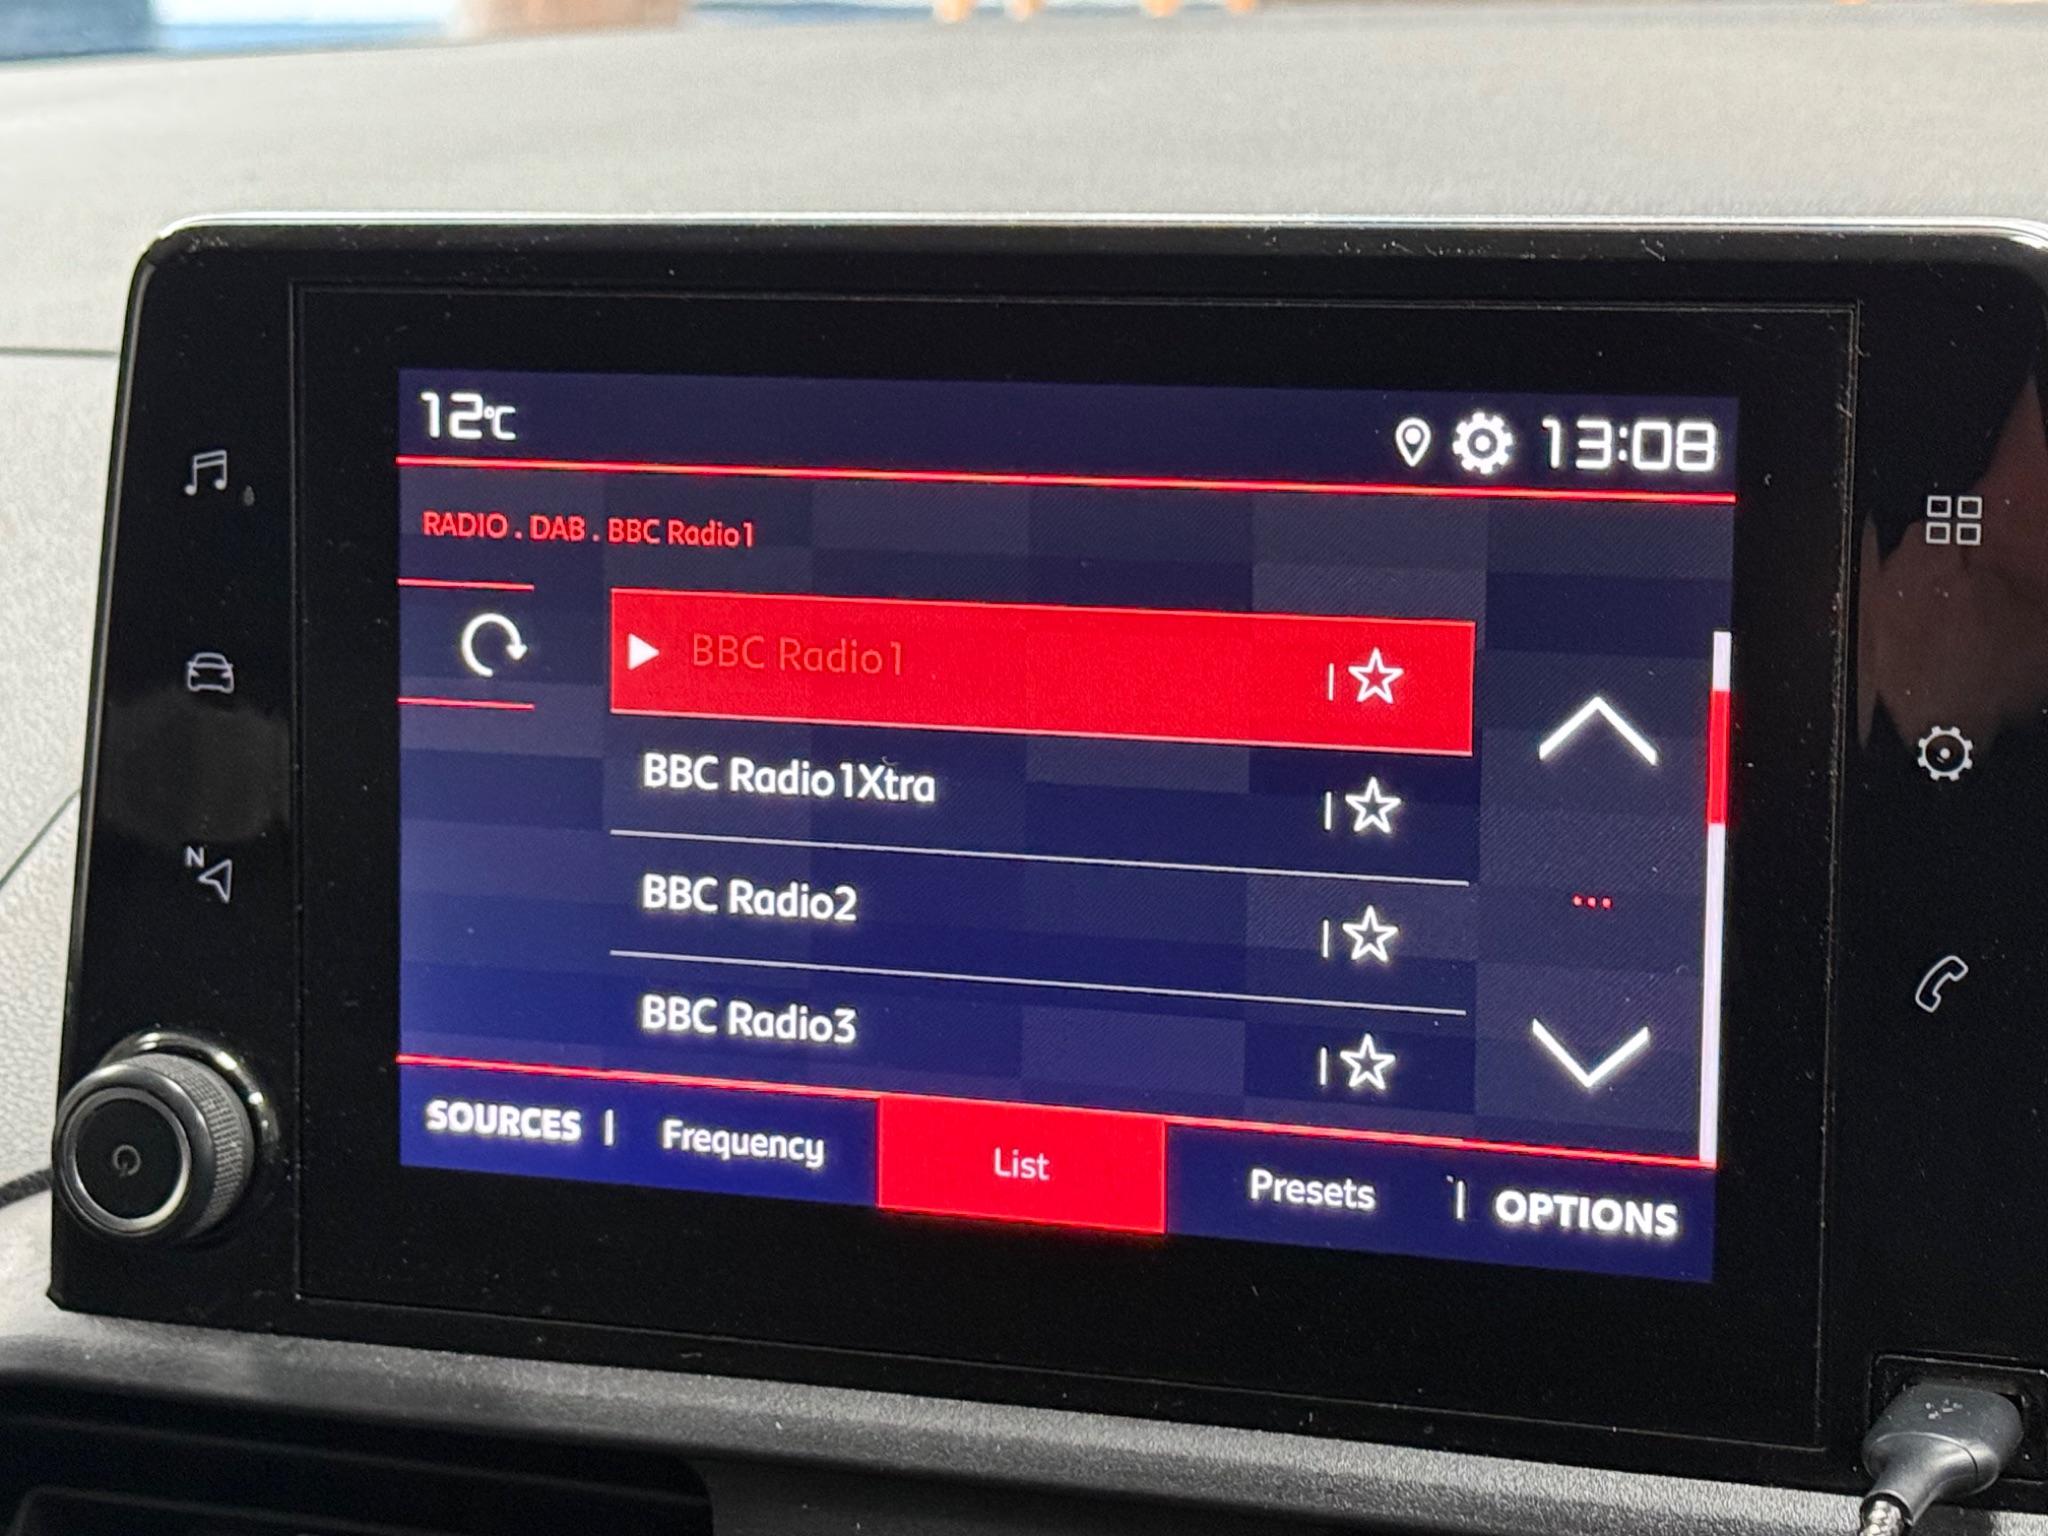 12°C
13:08
RADIO . DAB . BBC Radio1
BBC Radio1
BBC Radio1Xtra
BBC Radio2
BBC Radio3
SOURCES
Frequency
List
Presets
OPTIONS
N